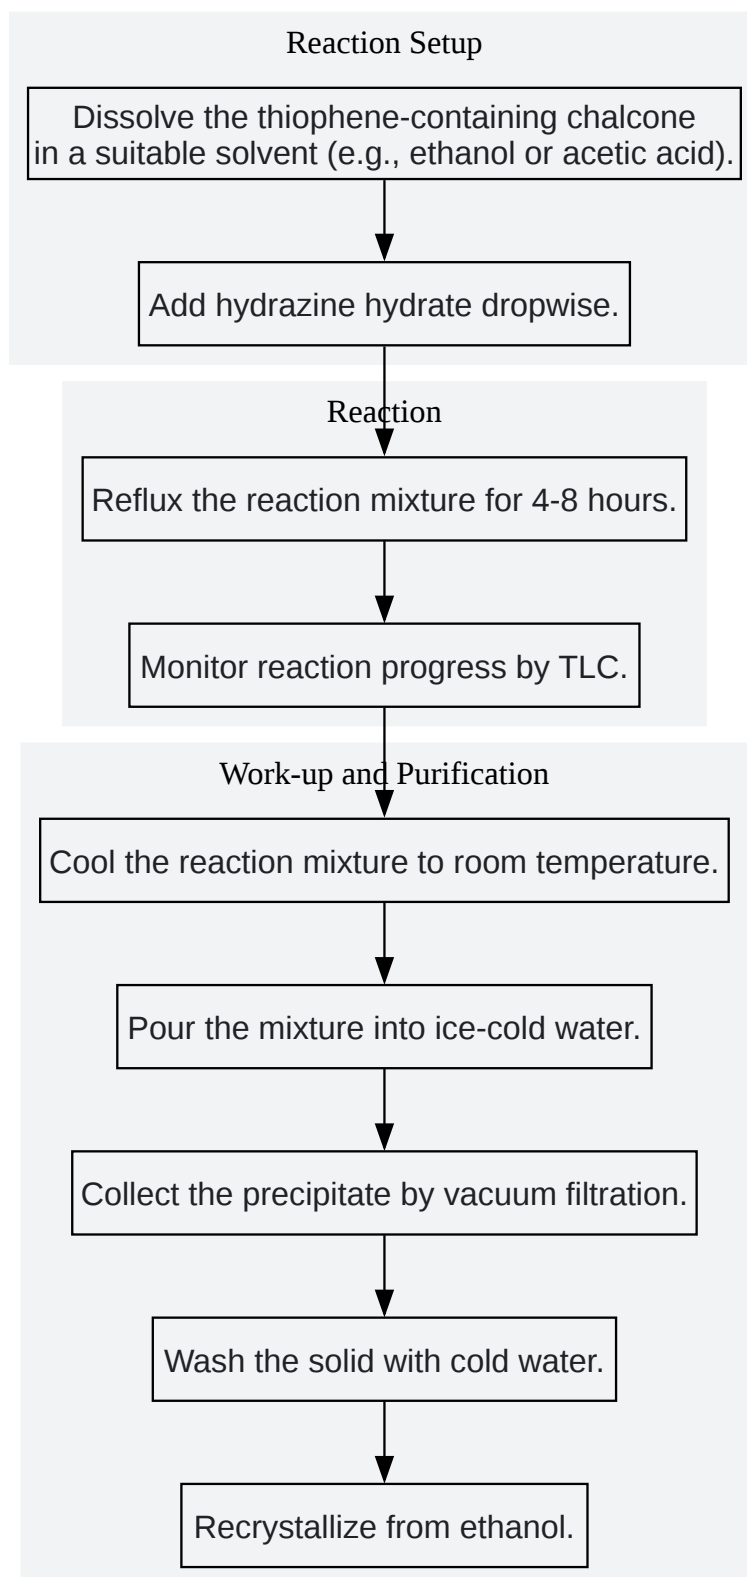 Reaction Setup
Dissolve the thiophene-containing chalcone
in a suitable solvent (e.g., ethanol or acetic acid).
Add hydrazine hydrate dropwise.
Reaction
Reflux the reaction mixture for 4-8 hours.
Monitor reaction progress by TLC.
Work-up and Purification
Cool the reaction mixture to room temperature.
Pour the mixture into ice-cold water.
Collect the precipitate by vacuum filtration.
Wash the solid with cold water.
Recrystallize from ethanol.